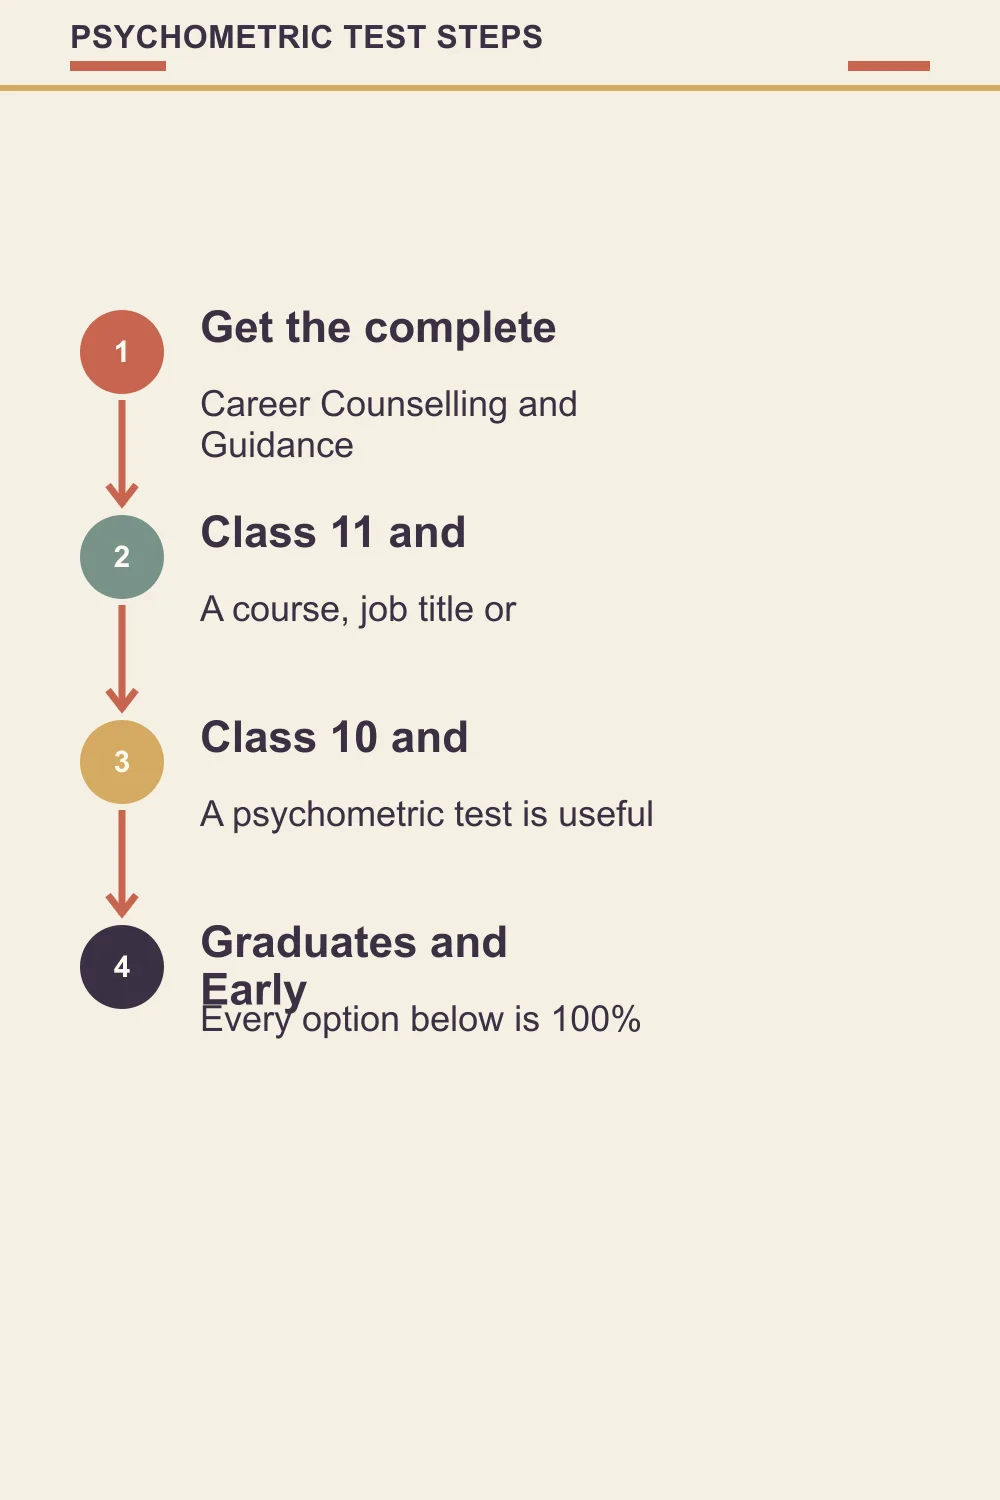 PSYCHOMETRIC TEST STEPS
1
Get the complete
Career Counselling and
Guidance
2
Class 11 and
A course, job title or
3
Class 10 and
A psychometric test is useful
4
Graduates and
Early
Every option below is 100%